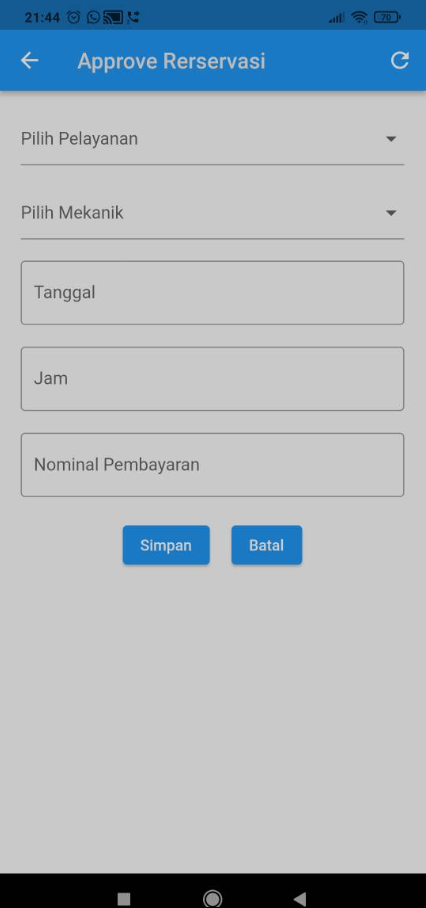 21:44
70
Approve Rerservasi
Pilih Pelayanan
Pilih Mekanik
Tanggal
Jam
Nominal Pembayaran
Simpan Batal